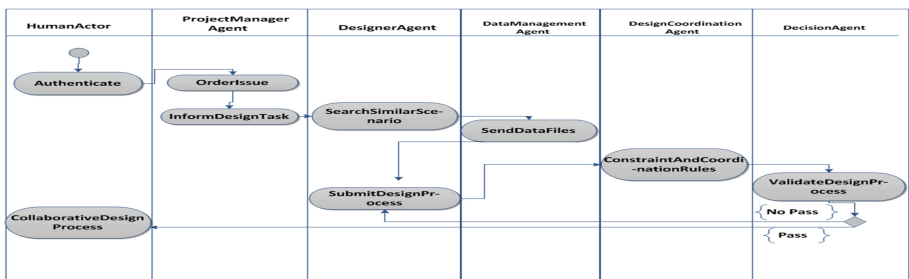 HumanActor
ProjectManager
Agent
DesignerAgent
DataManagement
Agent
DesignCoordination
Agent
DecisionAgent
Authenticate
OrderIssue
InformDesignTask
SearchSimilarSce-
nario
SendDataFiles
ConstraintAndCoordi
-nationRules
ValidateDesignPr-
ocess
SubmitDesignPr-
ocess
{No Pass }
{ Pass }
CollaborativeDesign
Process